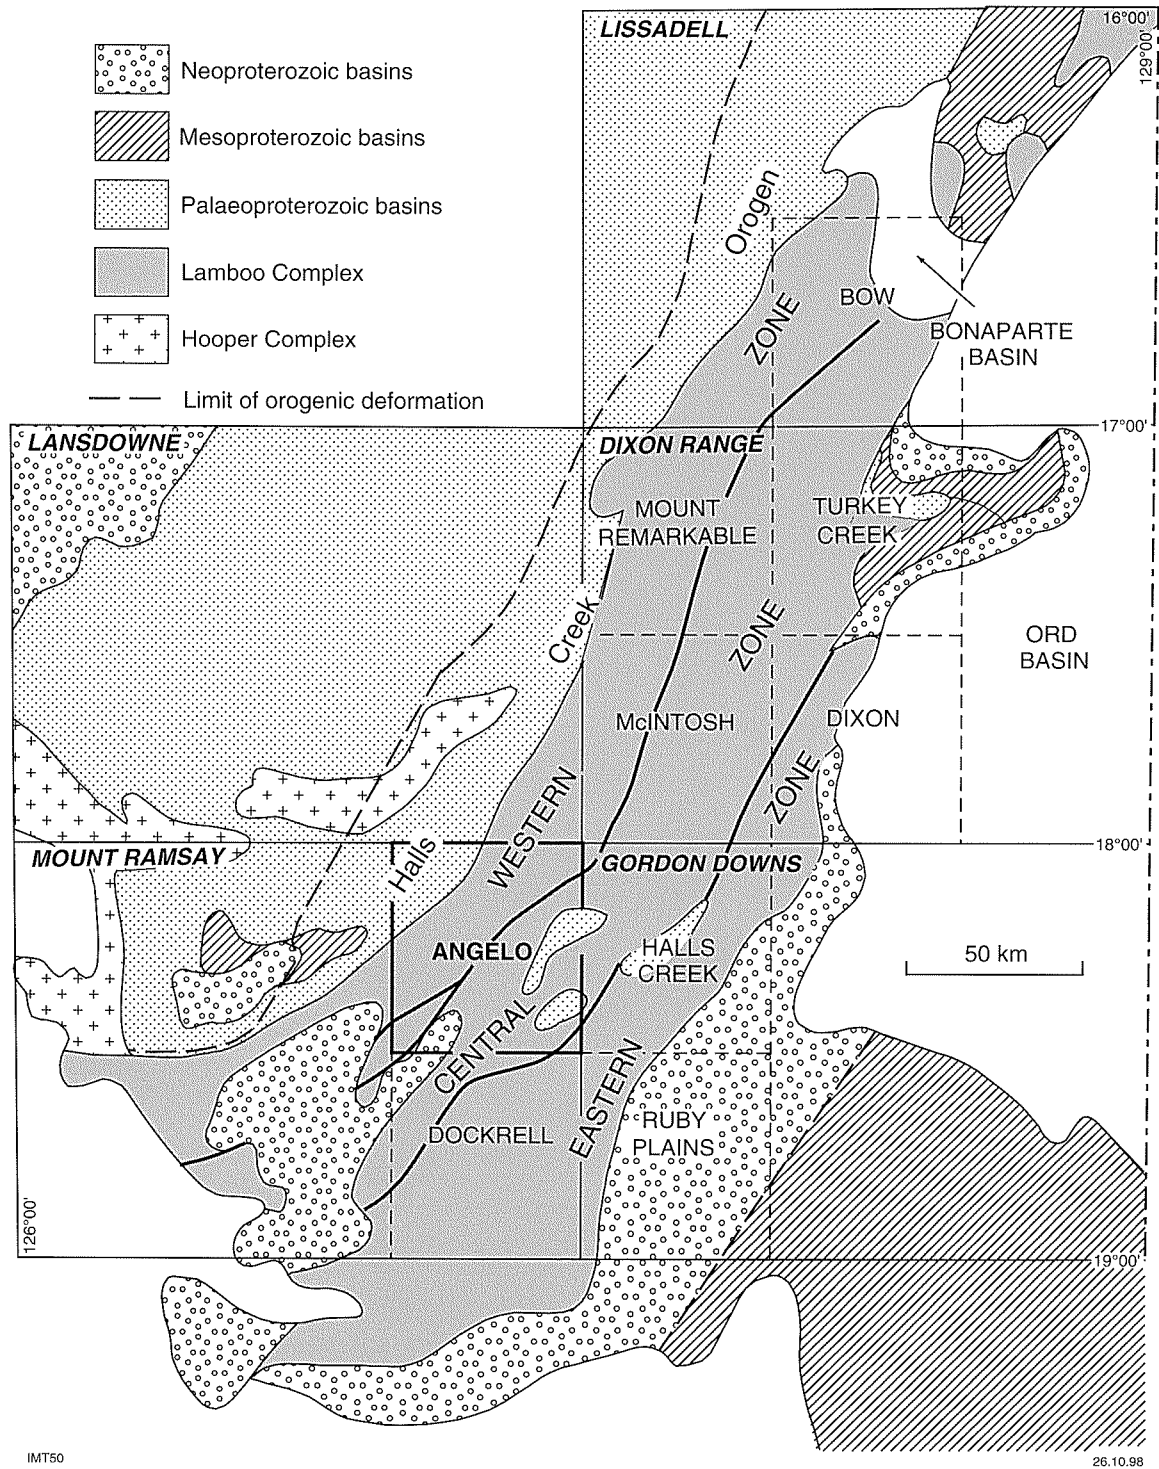 LISSADELL
16°00'
129°00'
Neoproterozoic basins
Mesoproterozoic basins
Palaeoproterozoic basins
Lamboo Complex
Hooper Complex
Limit of orogenic deformation
Orogen
ZONE
BOW
BONAPARTE
BASIN
17°00'
LANSDOWNE
DIXON RANGE
MOUNT
REMARKABLE
TURKEY
CREEK
Creek
ZONE
ORD
BASIN
McINTOSH
DIXON
ZONE
WESTERN
18°00'
MOUNT RAMSAY
Halls
GORDON DOWNS
ANGELO
HALLS
CREEK
50 km
CENTRAL
EASTERN
DOCKRELL
RUBY
PLAINS
126°00'
19°00'
IMT50
26.10.98